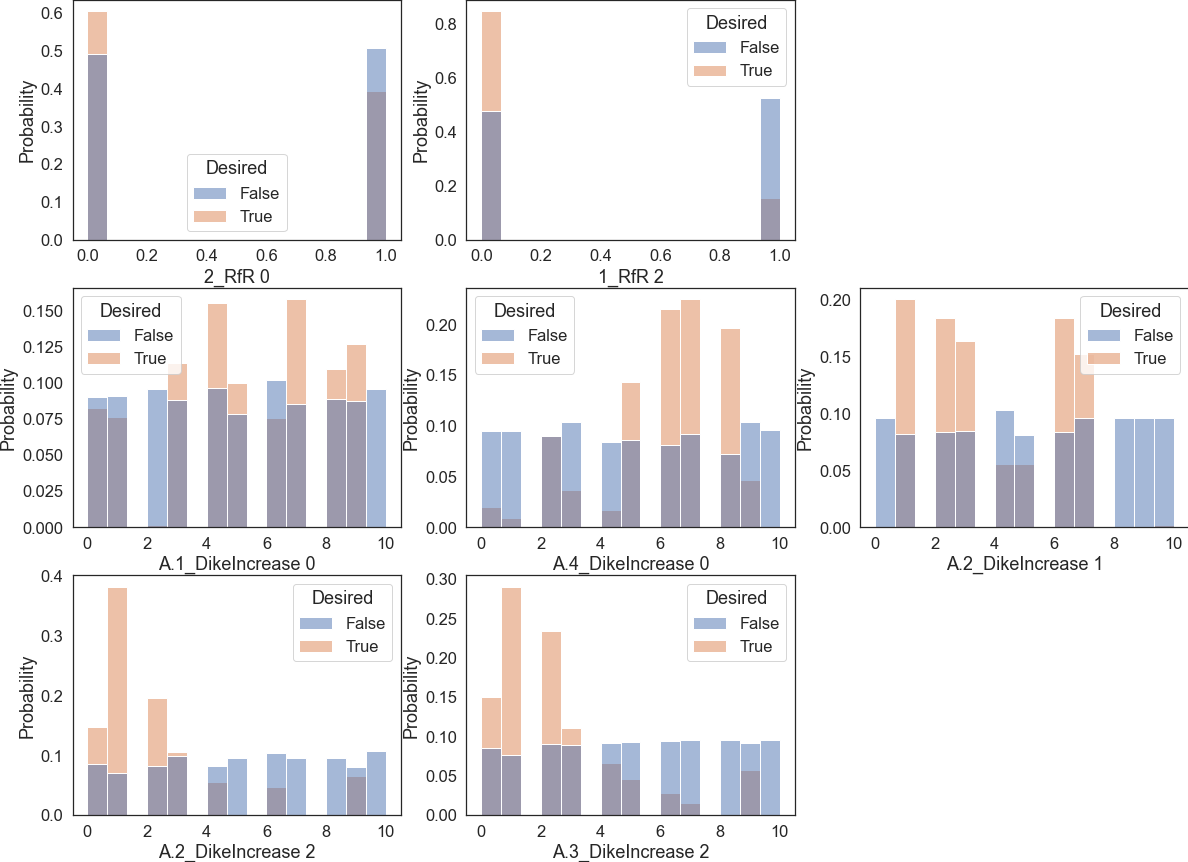 0.6
0.5
0.4
0.3
0.2
0.1
0.0
Probability
Desired
False
True
0.0 0.2 0.4 0.6 0.8 1.0
2_RfR 0
0.8
0.6
0.4
0.2
0.0
Probability
Desired
False
True
0.0 0.2 0.4 0.6 0.8 1.0
1_RfR 2
0.150
0.125
0.100
0.075
0.050
0.025
0.000
Probability
Desired
False
True
0 2 4 6 8 10
A.1_DikeIncrease 0
0.20
0.15
0.10
0.05
0.00
Probability
Desired
False
True
0 2 4 6 8 10
A.4_DikeIncrease 0
0.20
0.15
0.10
0.05
0.00
Probability
Desired
False
True
0 2 4 6 8 10
A.2_DikeIncrease 1
0.4
0.3
0.2
0.1
0.0
Probability
Desired
False
True
0 2 4 6 8 10
A.2_DikeIncrease 2
0.30
0.25
0.20
0.15
0.10
0.05
0.00
Probability
Desired
False
True
0 2 4 6 8 10
A.3_DikeIncrease 2